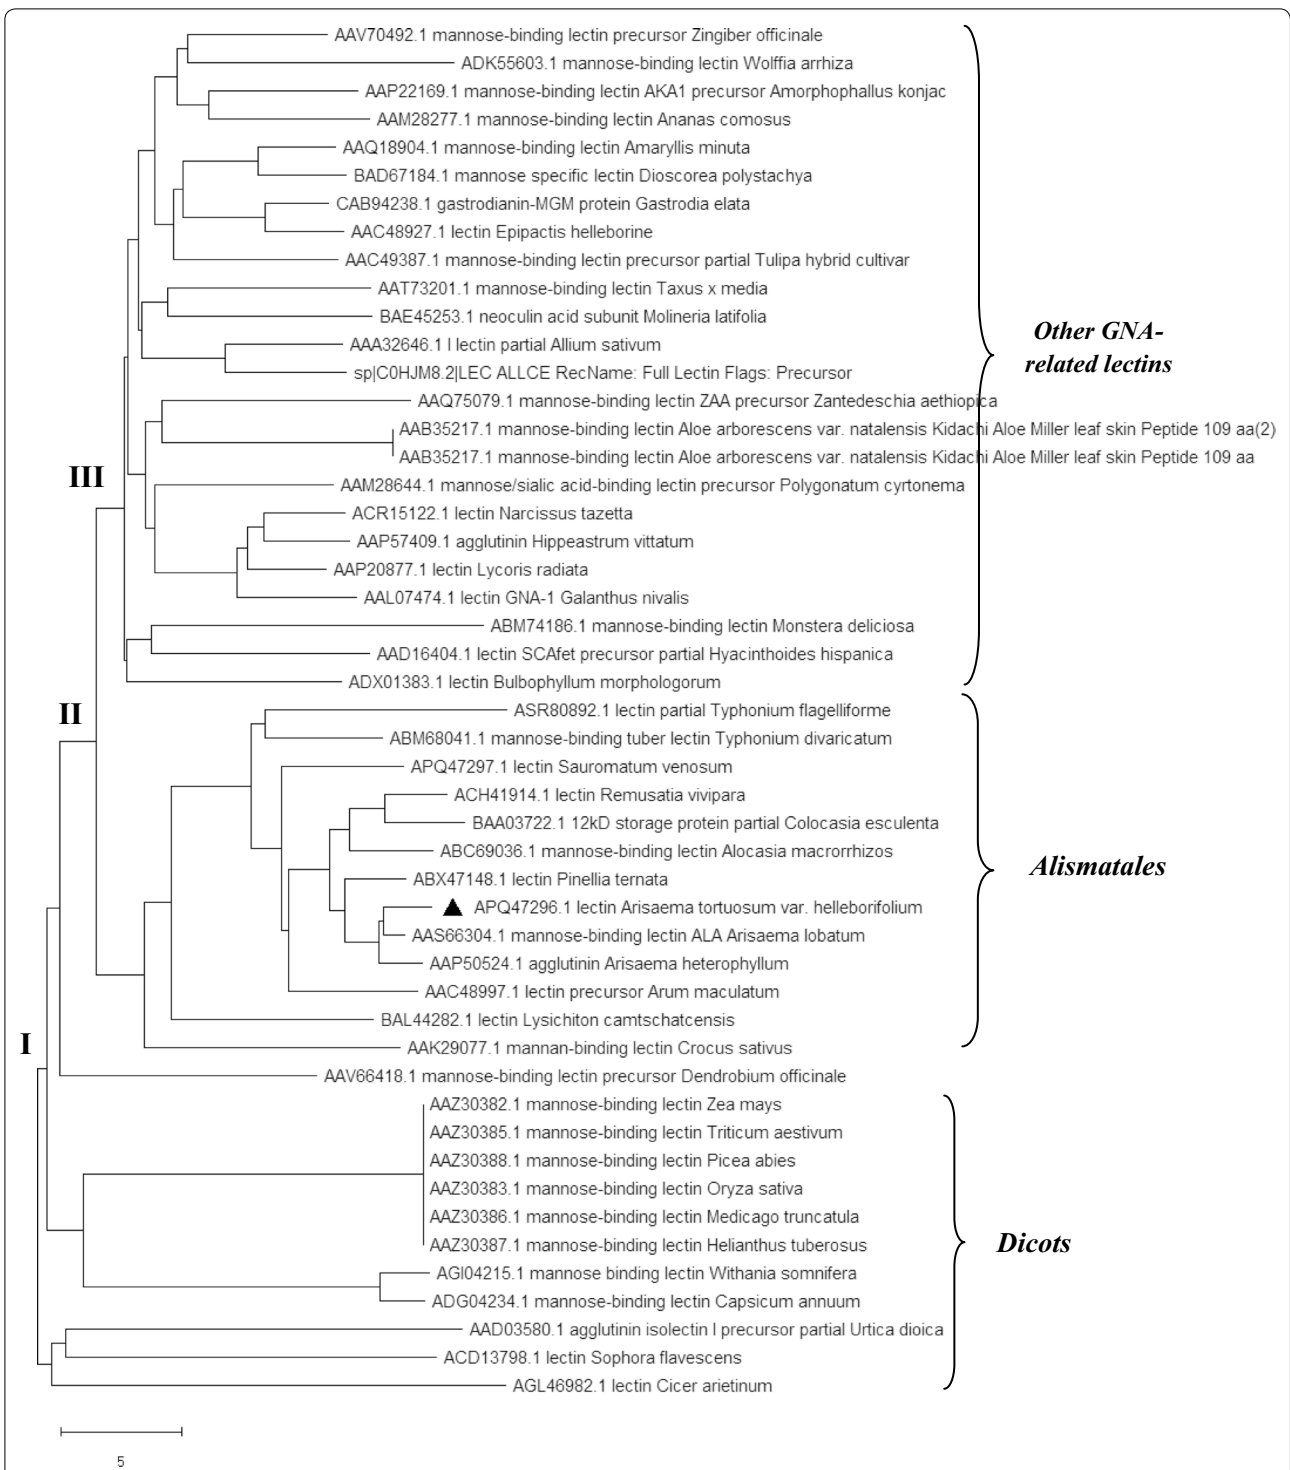 AAV70492.1 mannose-binding lectin precursor Zingiber officinale
ADK55603.1 mannose-binding lectin Wolffia arrhiza
AAP22169.1 mannose-binding lectin AKA1 precursor Amorphophallus konjac
AAM28277.1 mannose-binding lectin Ananas comosus
AAQ18904.1 mannose-binding lectin Amaryllis minuta
BAD67184.1 mannose specific lectin Dioscorea polystachya
CAB94238.1 gastrodianin-MGM protein Gastrodia elata
AAC48927.1 lectin Epipactis helleborine
AAC49387.1 mannose-binding lectin precursor partial Tulipa hybrid cultivar
AAT73201.1 mannose-binding lectin Taxus x media
BAE45253.1 neoculin acid subunit Molineria latifolia
AAA32646.1 I lectin partial Allium sativum
sp|C0HJM8.2|LEC ALLCE RecName: Full Lectin Flags: Precursor
AAQ75079.1 mannose-binding lectin ZAA precursor Zantedeschia aethiopica
AAB35217.1 mannose-binding lectin Aloe arborescens var. natalensis Kidachi Aloe Miller leaf skin Peptide 109 aa(2)
AAB35217.1 mannose-binding lectin Aloe arborescens var. natalensis Kidachi Aloe Miller leaf skin Peptide 109 aa
AAM28644.1 mannose/sialic acid-binding lectin precursor Polygonatum cyrtonema
ACR15122.1 lectin Narcissus tazetta
AAP57409.1 agglutinin Hippeastrum vittatum
AAP20877.1 lectin Lycoris radiata
AAL07474.1 lectin GNA-1 Galanthus nivalis
ABM74186.1 mannose-binding lectin Monstera deliciosa
AAD16404.1 lectin SCAfet precursor partial Hyacinthoides hispanica
ADX01383.1 lectin Bulbophyllum morphologorum
Other GNA-
related lectins
III
II
ASR80892.1 lectin partial Typhonium flagelliforme
ABM68041.1 mannose-binding tuber lectin Typhonium divaricatum
APQ47297.1 lectin Sauromatum venosum
ACH41914.1 lectin Remusatia vivipara
BAA03722.1 12kD storage protein partial Colocasia esculenta
ABC69036.1 mannose-binding lectin Alocasia macrorrhizos
ABX47148.1 lectin Pinellia ternata
APQ47296.1 lectin Arisaema tortuosum var. helleborifolium
AAS66304.1 mannose-binding lectin ALA Arisaema lobatum
AAP50524.1 agglutinin Arisaema heterophyllum
AAC48997.1 lectin precursor Arum maculatum
BAL44282.1 lectin Lysichiton camtschatcensis
AAK29077.1 mannan-binding lectin Crocus sativus
Alismatales
I
AAV66418.1 mannose-binding lectin precursor Dendrobium officinale
AAZ30382.1 mannose-binding lectin Zea mays
AAZ30385.1 mannose-binding lectin Triticum aestivum
AAZ30388.1 mannose-binding lectin Picea abies
AAZ30383.1 mannose-binding lectin Oryza sativa
AAZ30386.1 mannose-binding lectin Medicago truncatula
AAZ30387.1 mannose-binding lectin Helianthus tuberosus
AGI04215.1 mannose binding lectin Withania somnifera
ADG04234.1 mannose-binding lectin Capsicum annuum
AAD03580.1 agglutinin isolectin I precursor partial Urtica dioica
ACD13798.1 lectin Sophora flavescens
AGL46982.1 lectin Cicer arietinum
Dicots
5